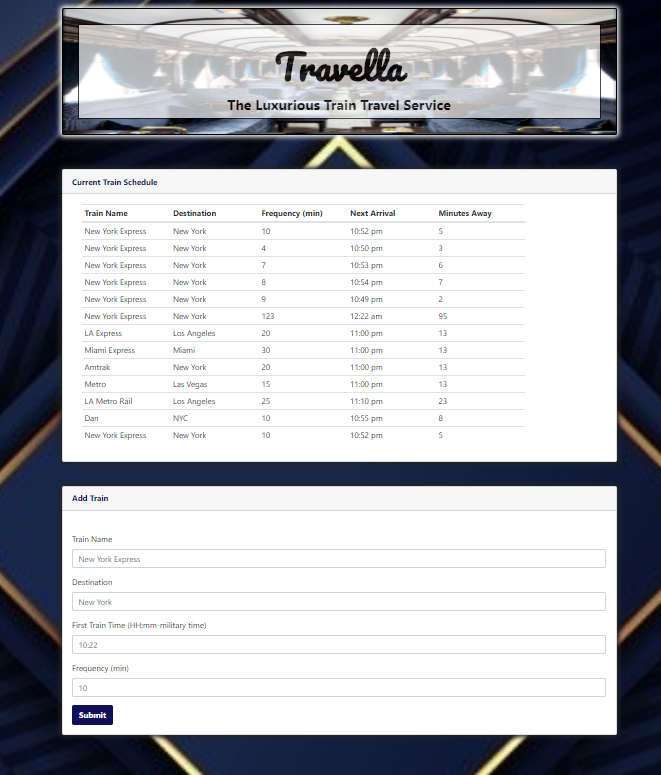 Travella
The Luxurious Train Travel Service
Current Train Schedule
Train Name Destination Frequency (min) Next Arrival Minutes Away
New York Express New York 10 10:52 pm 5
New York Express New York 4 10:50 pm 3
New York Express New York 7 10:53 pm 6
New York Express New York 8 10:54 pm 7
New York Express New York 9 10:49 pm 2
New York Express New York 123 12:22 am 95
LA Express Los Angeles 20 11:00 pm 13
Miami Express Miami 30 11:00 pm 13
Amtrak New York 20 11:00 pm 13
Metro Las Vegas 15 11:00 pm 13
LA Metro Rail Los Angeles 25 11:10 pm 23
Dan NYC 10 10:55 pm 8
New York Express New York 10 10:52 pm 5
Add Train
Train Name
New York Express
Destination
New York
First Train Time (HH:mm-military time)
10:22
Frequency (min)
10
Submit